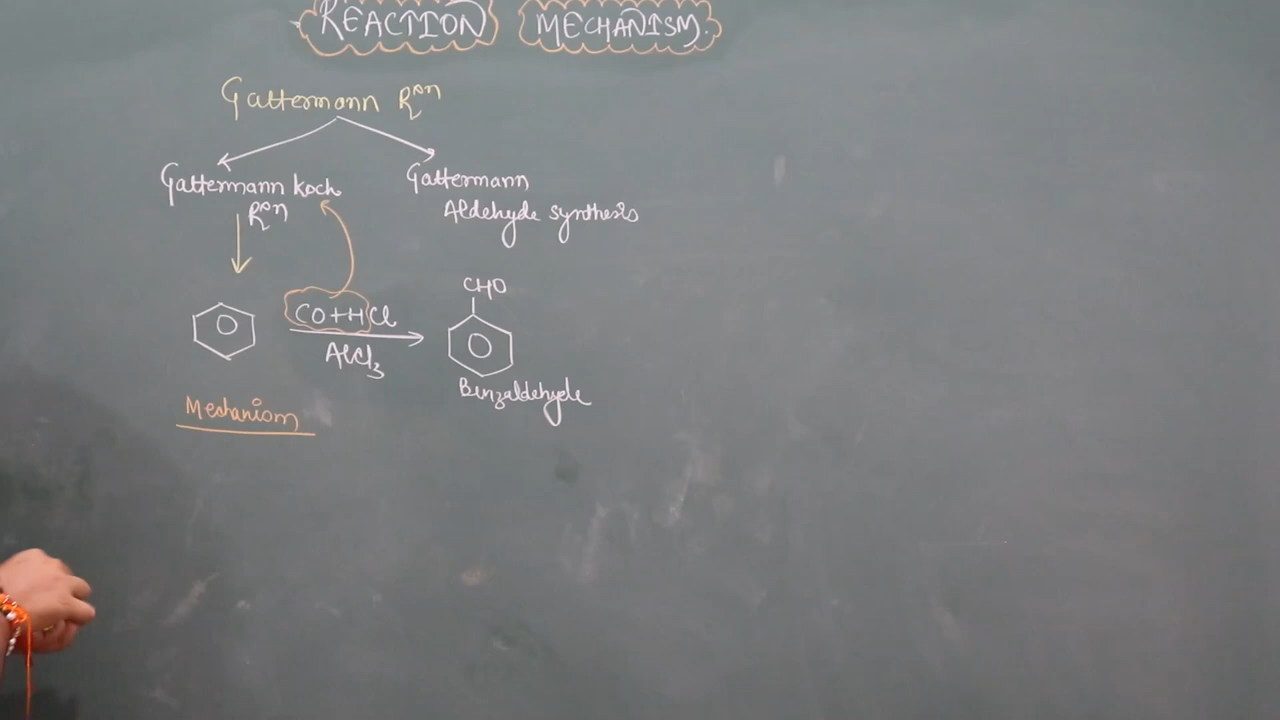 REACTION MECHANISM.
Gattermann Rxn
Gattermann Koch
Rxn
Gattermann
Aldehyde synthesis
CHO
CO+HCl
AlCl3
Benzaldehyde
Mechanism